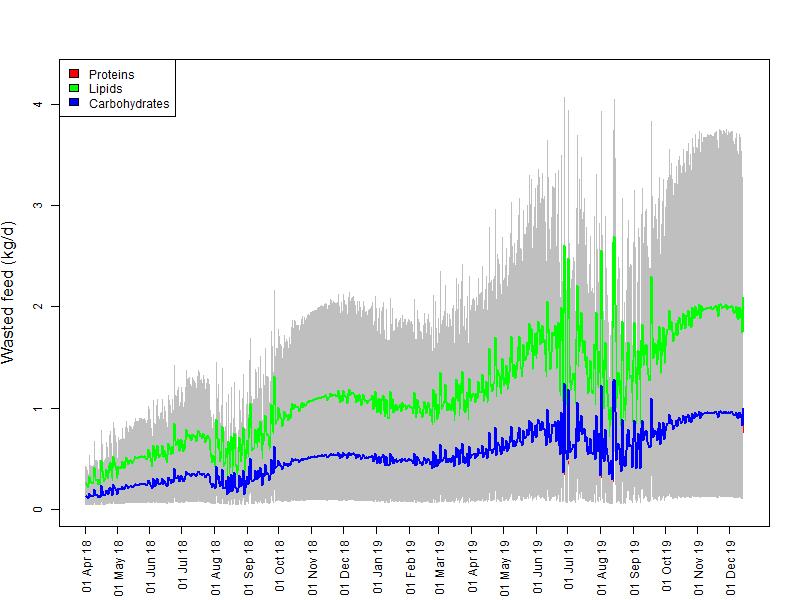 Proteins
Lipids
Carbohydrates
Wasted feed (kg/d)
4
3
2
1
0
01 Apr 18
01 May 18
01 Jun 18
01 Jul 18
01 Aug 18
01 Sep 18
01 Oct 18
01 Nov 18
01 Dec 18
01 Jan 19
01 Feb 19
01 Mar 19
01 Apr 19
01 May 19
01 Jun 19
01 Jul 19
01 Aug 19
01 Sep 19
01 Oct 19
01 Nov 19
01 Dec 19